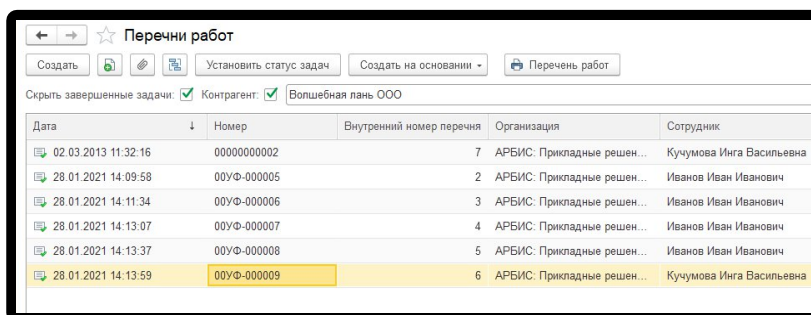 Перечни работ
Создать Установить статус задач Создать на основании Перечень работ
Скрыть завершенные задачи: Контрагент: Волшебная лань ООО
Дата ↓ Номер Внутренний номер перечня Организация Сотрудник
02.03.2013 11:32:16 00000000002 7 АРБИС: Прикладные решен... Кучумова Инга Васильевна
28.01.2021 14:09:58 00УФ-000005 2 АРБИС: Прикладные решен... Иванов Иван Иванович
28.01.2021 14:11:34 00УФ-000006 3 АРБИС: Прикладные решен... Иванов Иван Иванович
28.01.2021 14:13:07 00УФ-000007 4 АРБИС: Прикладные решен... Иванов Иван Иванович
28.01.2021 14:13:37 00УФ-000008 5 АРБИС: Прикладные решен... Иванов Иван Иванович
28.01.2021 14:13:59 00УФ-000009 6 АРБИС: Прикладные решен... Кучумова Инга Васильевна